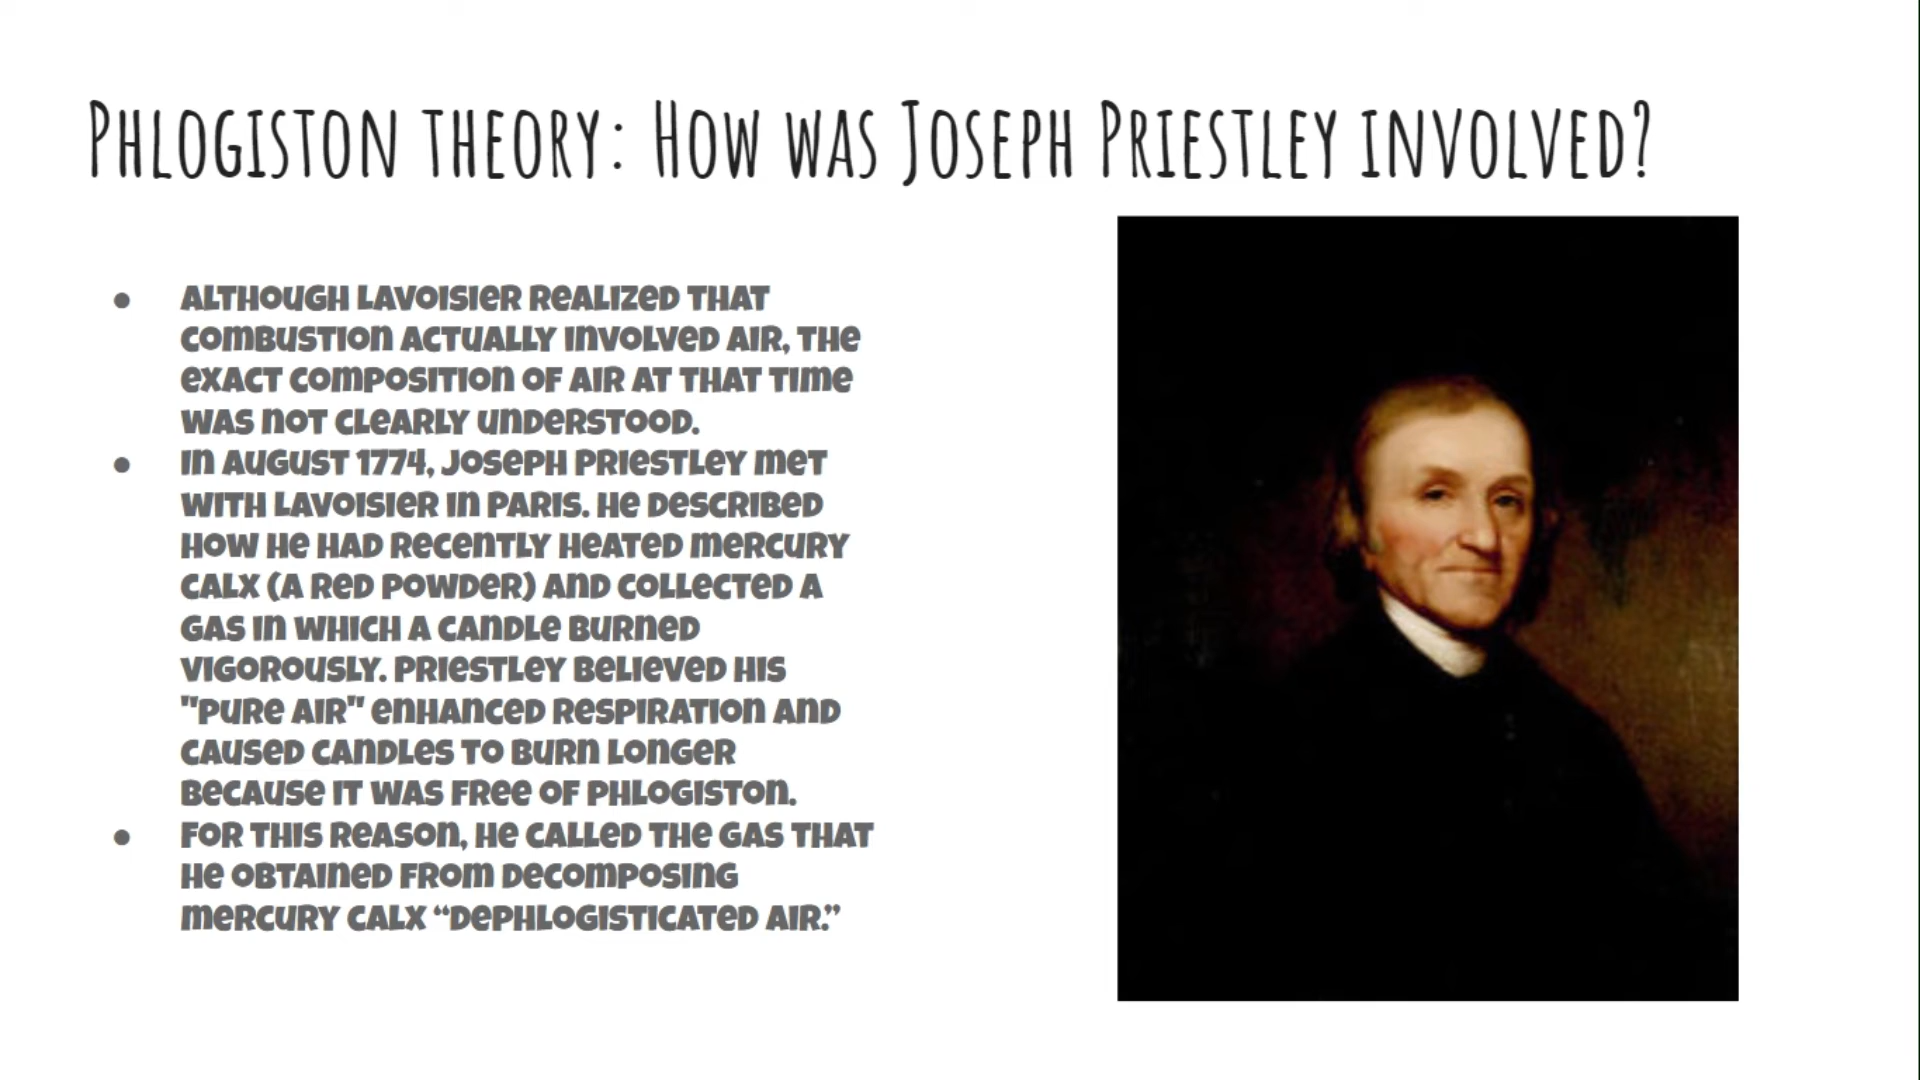 Phlogiston theory: How was Joseph Priestley involved?
Although Lavoisier realized that
combustion actually involved air, the
exact composition of air at that time
was not clearly understood.
In August 1774, Joseph Priestley met
with Lavoisier in Paris. He described
how he had recently heated mercury
calx (a red powder) and collected a
gas in which a candle burned
vigorously. Priestley believed his
"pure air" enhanced respiration and
caused candles to burn longer
because it was free of phlogiston.
For this reason, he called the gas that
he obtained from decomposing
mercury calx “dephlogisticated air.”